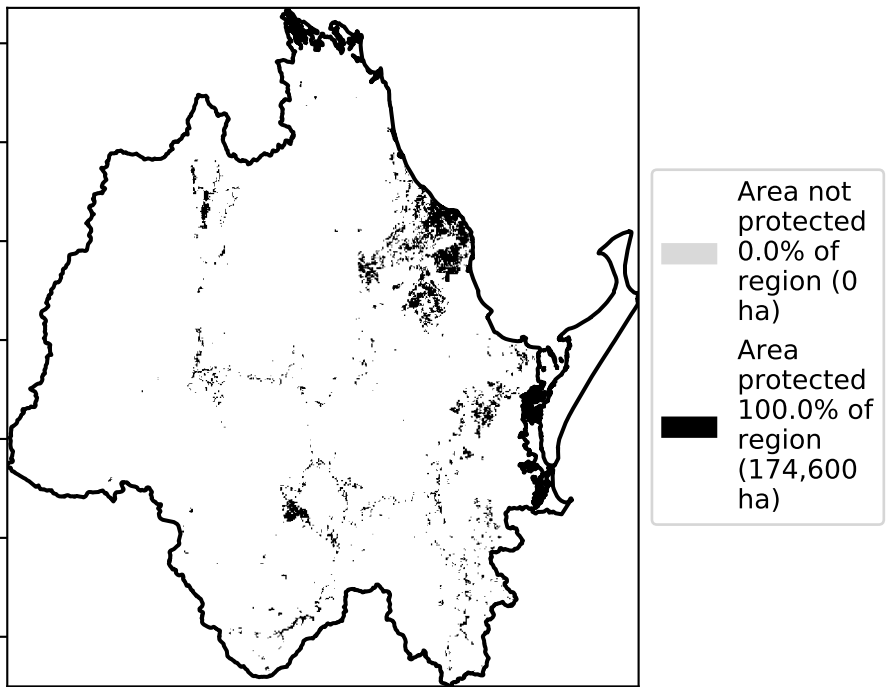 Area not
protected
0.0% of
region (0
ha)
Area
protected
100.0% of
region
(174,600
ha)